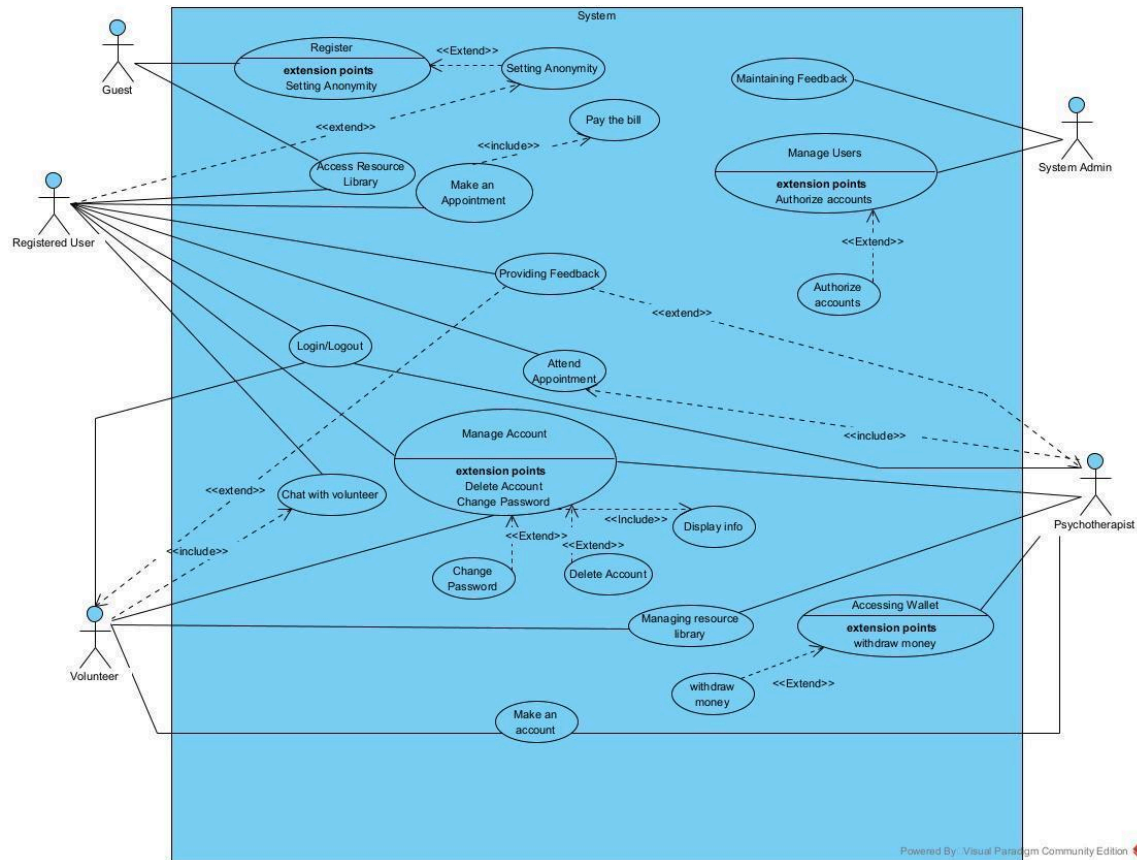 System
Guest
Register
extension points
Setting Anonymity
<<Extend>>
Setting Anonymity
Maintaining Feedback
System Admin
<<extend>>
Pay the bill
<<include>>
Access Resource
Library
Make an
Appointment
Manage Users
extension points
Authorize accounts
Registered User
<<Extend>>
Providing Feedback
Authorize
accounts
<<extend>>
Login/Logout
Attend
Appointment
<<include>>
Manage Account
extension points
Delete Account
Change Password
<<extend>>
Chat with volunteer
<<Include>>
Display info
Psychotherapist
<<include>>
<<Extend>>
<<Extend>>
Change
Password
Delete Account
Volunteer
Managing resource
library
Accessing Wallet
extension points
withdraw money
withdraw
money
<<Extend>>
Make an
account
Powered By Visual Paradigm Community Edition